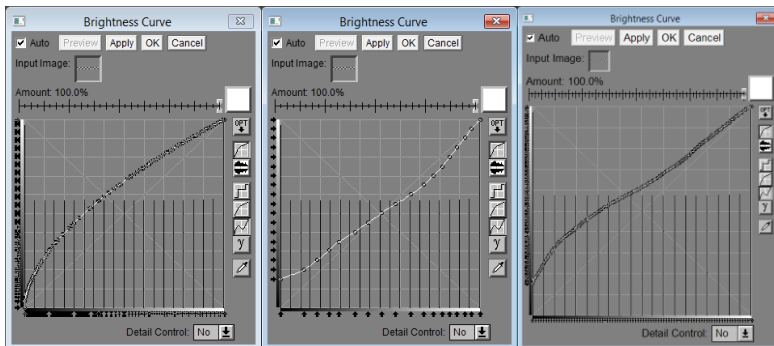 Brightness Curve
Auto Preview Apply OK Cancel
Input Image:
Amount: 100.0%
OPT
γ
Detail Control: No
Brightness Curve
Auto Preview Apply OK Cancel
Input Image:
Amount: 100.0%
OPT
γ
Detail Control: No
Brightness Curve
Auto Preview Apply OK Cancel
Input Image:
Amount: 100.0%
OPT
γ
Detail Control: No